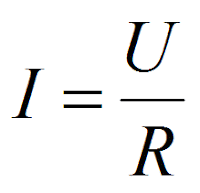 I = U/R